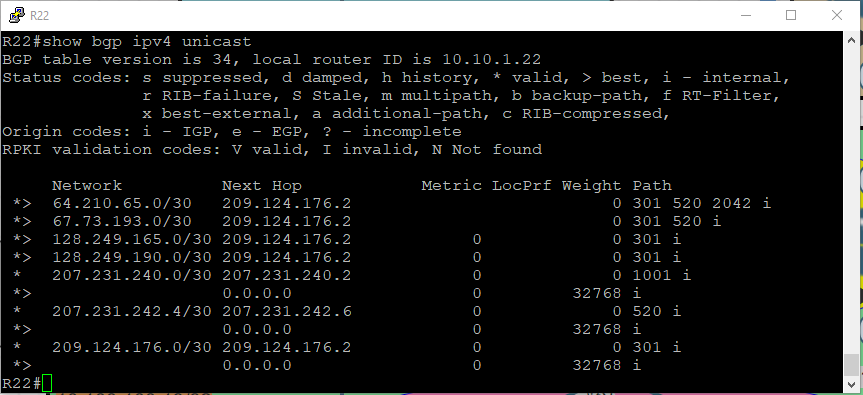 R22
R22#show bgp ipv4 unicast
BGP table version is 34, local router ID is 10.10.1.22
Status codes: s suppressed, d damped, h history, * valid, > best, i - internal,
              r RIB-failure, S Stale, m multipath, b backup-path, f RT-Filter,
              x best-external, a additional-path, c RIB-compressed,
Origin codes: i - IGP, e - EGP, ? - incomplete
RPKI validation codes: V valid, I invalid, N Not found
     Network          Next Hop            Metric LocPrf Weight Path
 *>  64.210.65.0/30   209.124.176.2                          0 301 520 2042 i
 *>  67.73.193.0/30   209.124.176.2                          0 301 520 i
 *>  128.249.165.0/30 209.124.176.2            0             0 301 i
 *>  128.249.190.0/30 209.124.176.2            0             0 301 i
 *   207.231.240.0/30 207.231.240.2            0             0 1001 i
 *>                   0.0.0.0                  0         32768 i
 *   207.231.242.4/30 207.231.242.6            0             0 520 i
 *>                   0.0.0.0                  0         32768 i
 *   209.124.176.0/30 209.124.176.2            0             0 301 i
 *>                   0.0.0.0                  0         32768 i
R22#